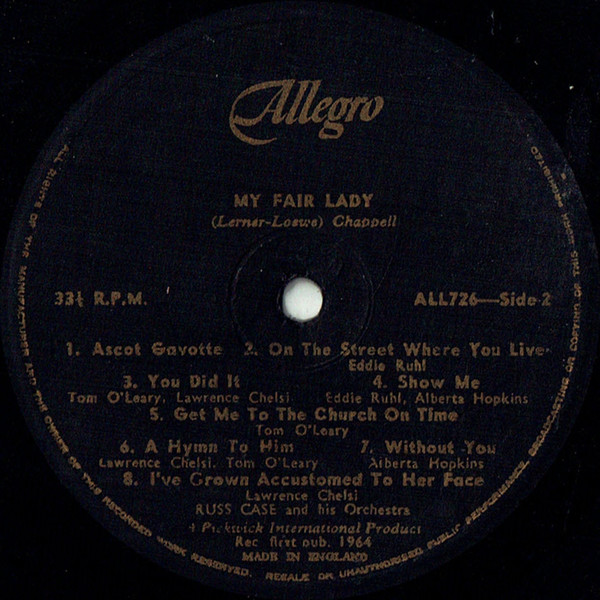 Allegro
MY FAIR LADY
(Lerner-Loewe) Chappell
33⅓ R.P.M.
ALL726—Side 2
1. Ascot Gavotte 2. On The Street Where You Live
Eddie Ruhl
3. You Did It 4. Show Me
Tom O'Leary, Lawrence Chelsi Eddie Ruhl, Alberta Hopkins
5. Get Me To The Church On Time
Tom O'Leary
6. A Hymn To Him 7. Without You
Lawrence Chelsi, Tom O'Leary Alberta Hopkins
8. I've Grown Accustomed To Her Face
Lawrence Chelsi
RUSS CASE and his Orchestra
A Pickwick International Product
Rec first pub. 1964
MADE IN ENGLAND
ALL RIGHTS OF THE MANUFACTURER AND THE OWNER OF THIS RECORDED WORK RESERVED. RESALE OR UNAUTHORISED PUBLIC PERFORMANCE, BROADCASTING OR COPYING OF THIS RECORD PROHIBITED